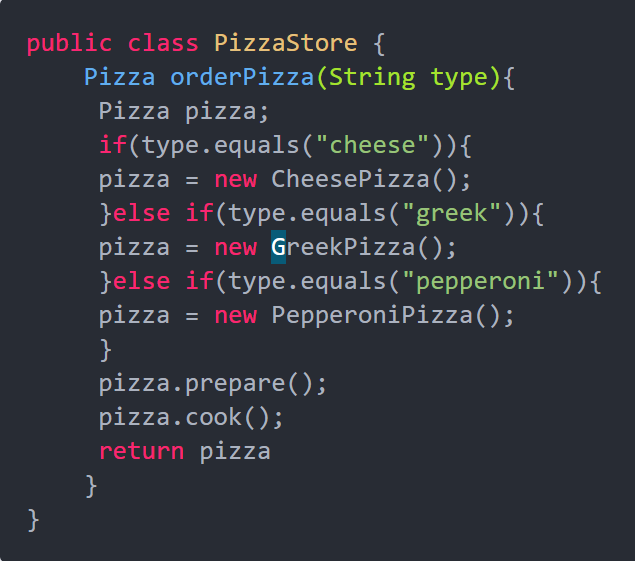 public class PizzaStore {
    Pizza orderPizza(String type){
     Pizza pizza;
     if(type.equals("cheese")){
     pizza = new CheesePizza();
     }else if(type.equals("greek")){
     pizza = new GreekPizza();
     }else if(type.equals("pepperoni")){
     pizza = new PepperoniPizza();
     }
     pizza.prepare();
     pizza.cook();
     return pizza
    }
}